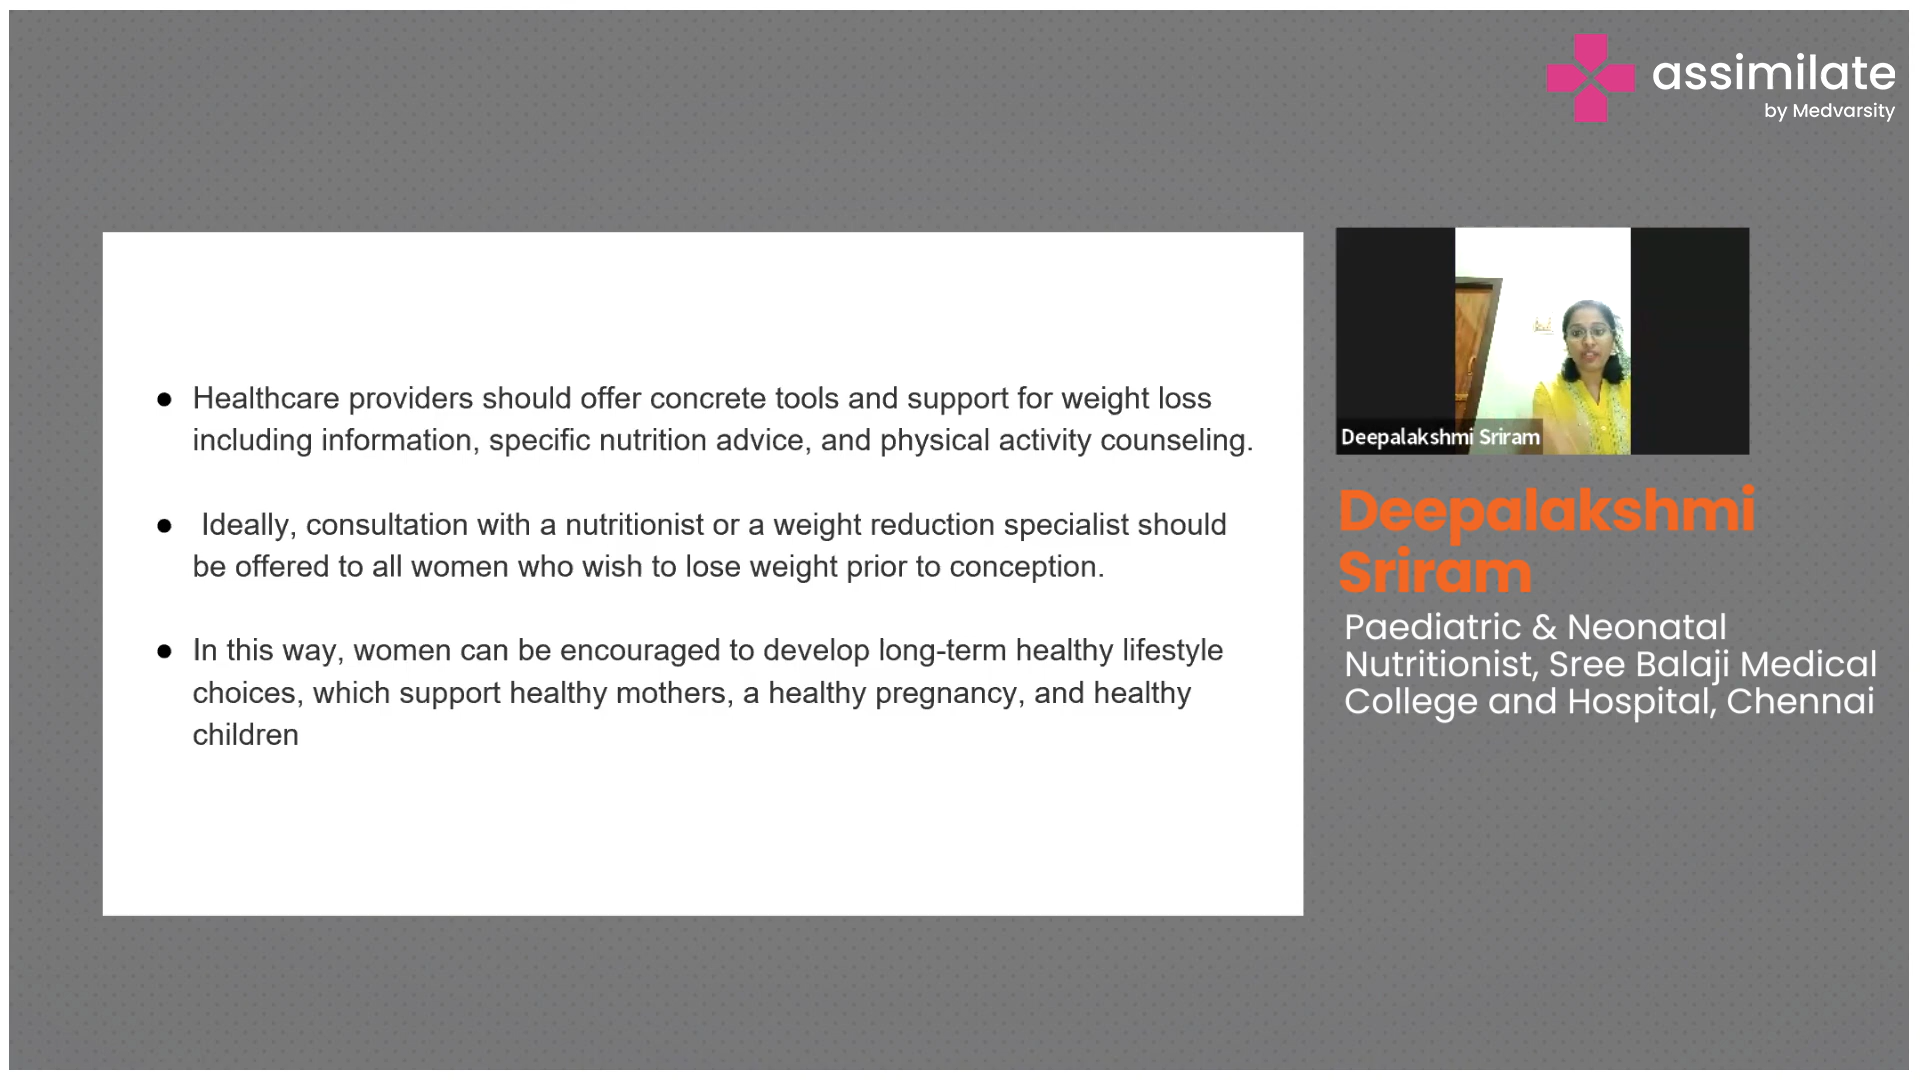 assimilate
by Medvarsity
● Healthcare providers should offer concrete tools and support for weight loss
including information, specific nutrition advice, and physical activity counseling.
● Ideally, consultation with a nutritionist or a weight reduction specialist should
be offered to all women who wish to lose weight prior to conception.
● In this way, women can be encouraged to develop long-term healthy lifestyle
choices, which support healthy mothers, a healthy pregnancy, and healthy
children
Deepalakshmi Sriram
Deepalakshmi
Sriram
Paediatric & Neonatal
Nutritionist, Sree Balaji Medical
College and Hospital, Chennai